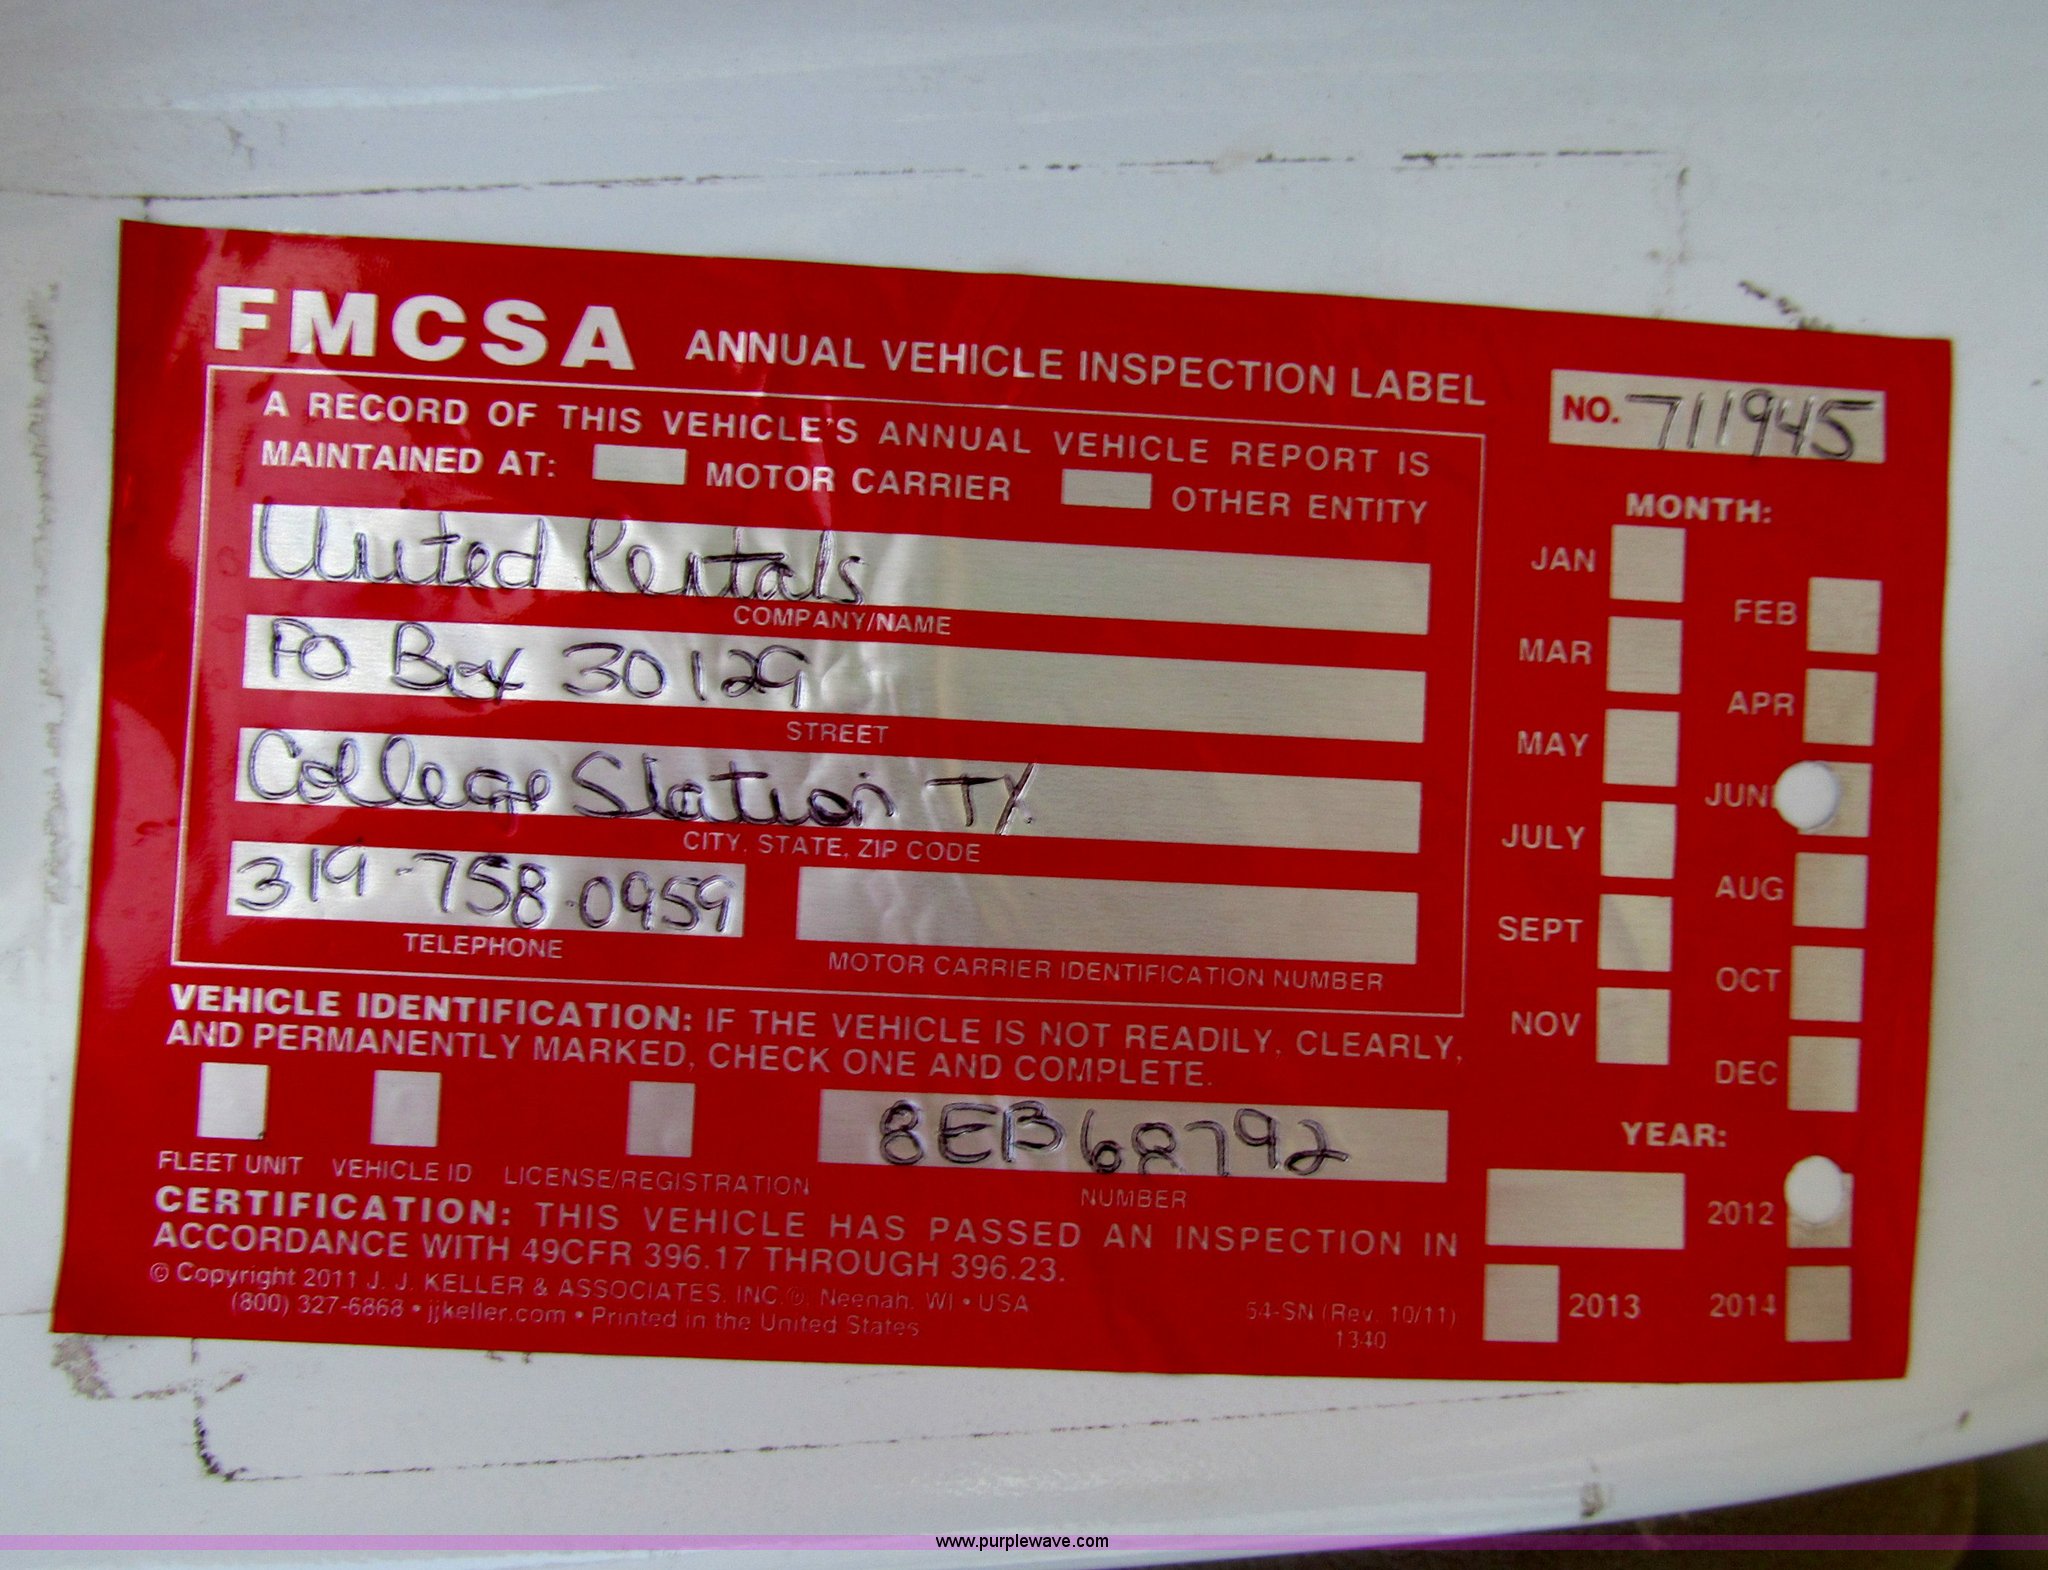 FMCSA ANNUAL VEHICLE INSPECTION LABEL
NO. 711945
A RECORD OF THIS VEHICLE'S ANNUAL VEHICLE REPORT IS
MAINTAINED AT: MOTOR CARRIER OTHER ENTITY
United Rentals
COMPANY/NAME
PO Box 30129
STREET
College Station TX
CITY, STATE, ZIP CODE
319-758-0959
TELEPHONE
MOTOR CARRIER IDENTIFICATION NUMBER
VEHICLE IDENTIFICATION: IF THE VEHICLE IS NOT READILY, CLEARLY,
AND PERMANENTLY MARKED, CHECK ONE AND COMPLETE.
8EB68792
FLEET UNIT VEHICLE ID LICENSE/REGISTRATION NUMBER
CERTIFICATION: THIS VEHICLE HAS PASSED AN INSPECTION IN
ACCORDANCE WITH 49CFR 396.17 THROUGH 396.23.
© Copyright 2011 J. J. KELLER & ASSOCIATES, INC.®, Neenah, WI • USA
(800) 327-6868 • jjkeller.com • Printed in the United States
54-SN (Rev. 10/11)
1340
MONTH:
JAN
FEB
MAR
APR
MAY
JUN
JULY
AUG
SEPT
OCT
NOV
DEC
YEAR:
2012
2013 2014
www.purplewave.com